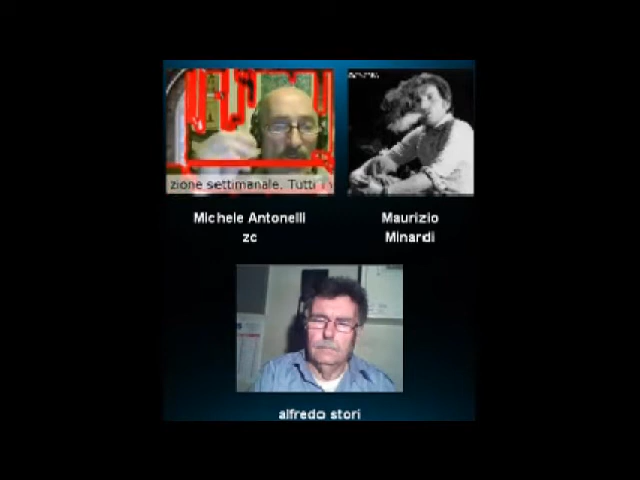 zione settimanale. Tutti i
Michele Antonelli
zc
Maurizio
Minardi
alfredo stori